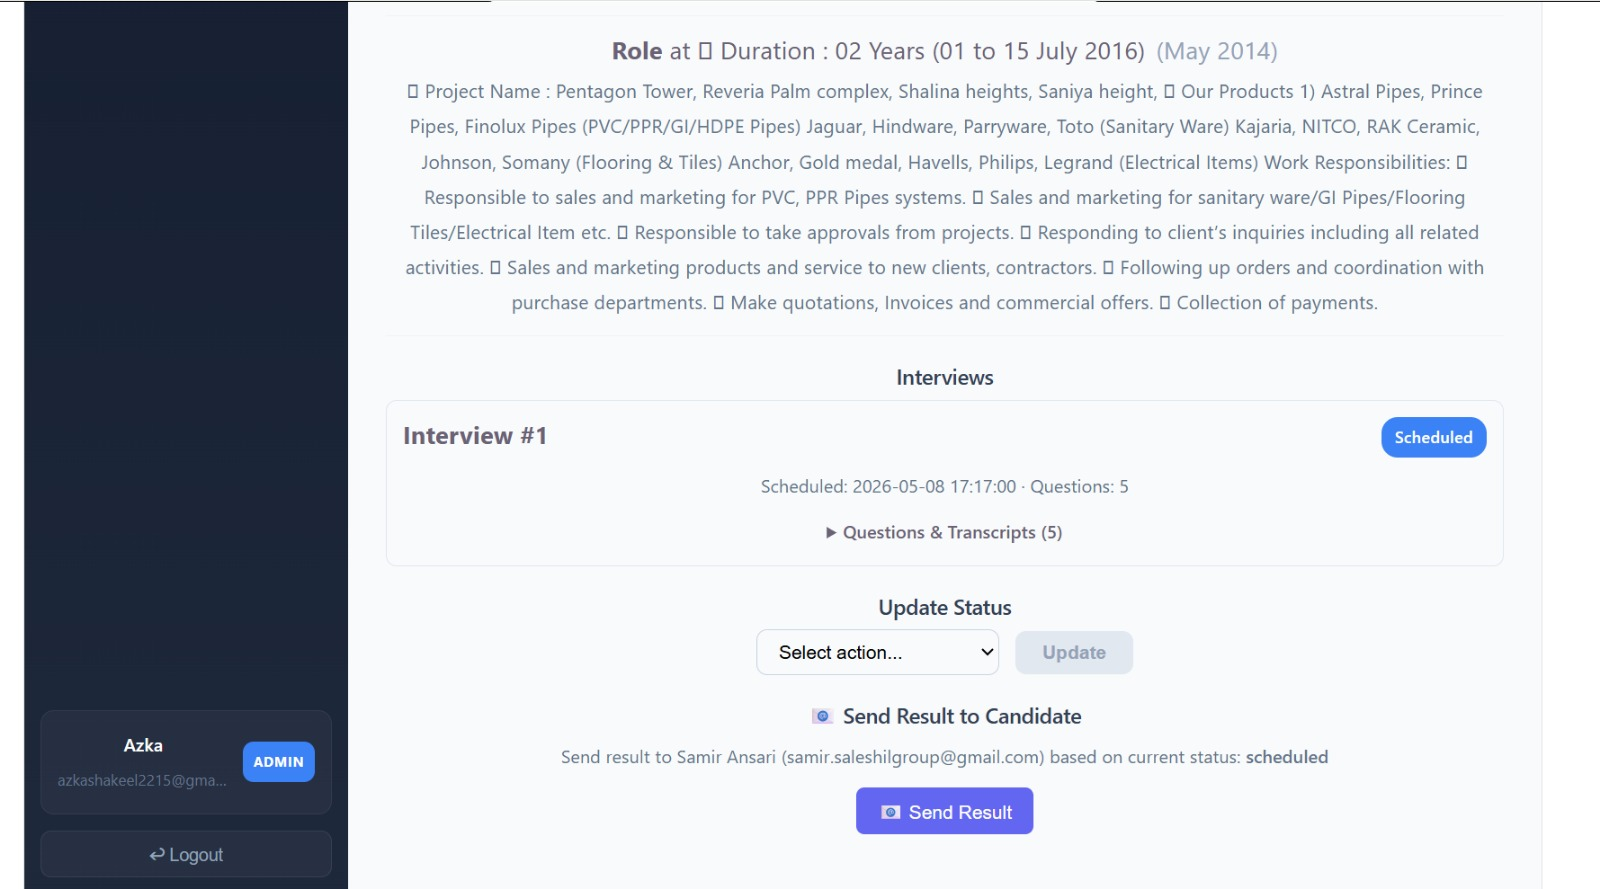 Role at ▯ Duration : 02 Years (01 to 15 July 2016) (May 2014)
▯ Project Name : Pentagon Tower, Reveria Palm complex, Shalina heights, Saniya height, ▯ Our Products 1) Astral Pipes, Prince
Pipes, Finolux Pipes (PVC/PPR/GI/HDPE Pipes) Jaguar, Hindware, Parryware, Toto (Sanitary Ware) Kajaria, NITCO, RAK Ceramic,
Johnson, Somany (Flooring & Tiles) Anchor, Gold medal, Havells, Philips, Legrand (Electrical Items) Work Responsibilities: ▯
Responsible to sales and marketing for PVC, PPR Pipes systems. ▯ Sales and marketing for sanitary ware/GI Pipes/Flooring
Tiles/Electrical Item etc. ▯ Responsible to take approvals from projects. ▯ Responding to client’s inquiries including all related
activities. ▯ Sales and marketing products and service to new clients, contractors. ▯ Following up orders and coordination with
purchase departments. ▯ Make quotations, Invoices and commercial offers. ▯ Collection of payments.
Interviews
Interview #1
Scheduled
Scheduled: 2026-05-08 17:17:00 · Questions: 5
▶ Questions & Transcripts (5)
Update Status
Select action...
Update
📧 Send Result to Candidate
Send result to Samir Ansari (samir.saleshilgroup@gmail.com) based on current status: scheduled
📧 Send Result
Azka
azkashakeel2215@gma...
ADMIN
↩ Logout